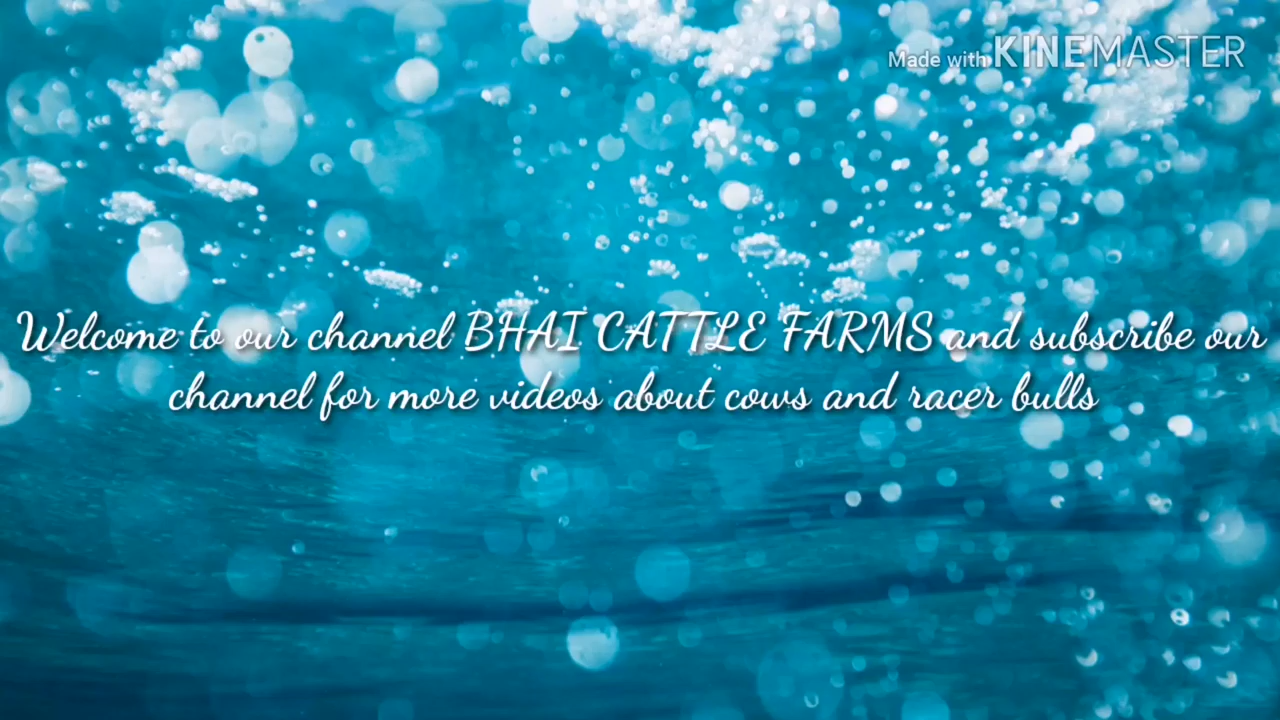 Made with KINEMASTER
Welcome to our channel BHAI CATTLE FARMS and subscribe our
channel for more videos about cows and racer bulls